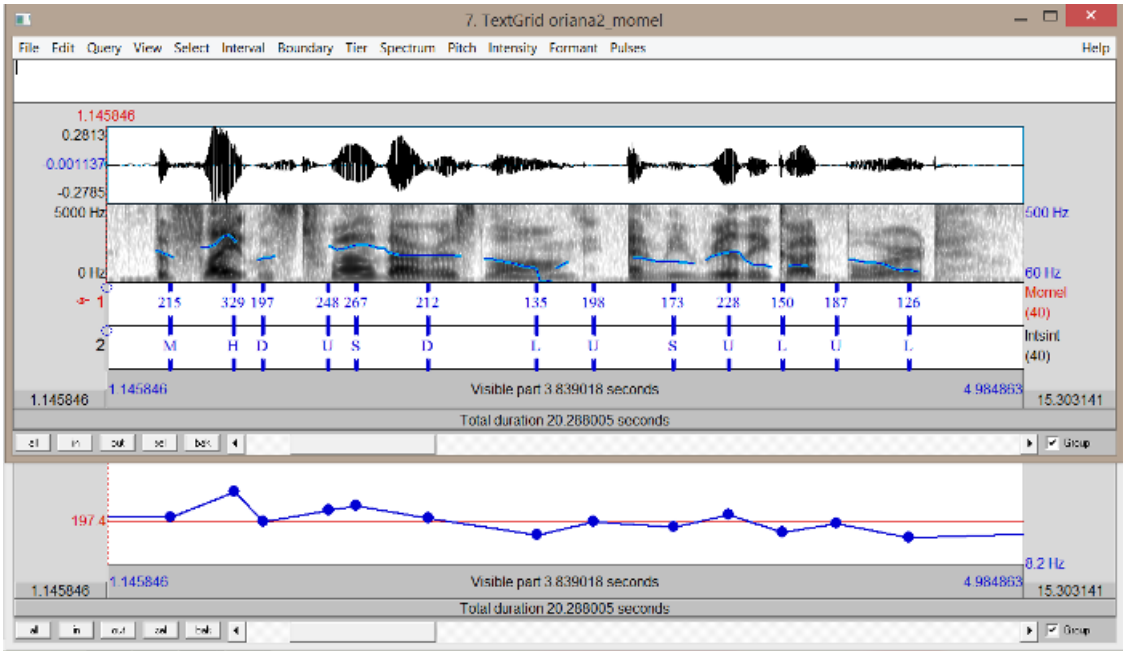 7. TextGrid oriana2_momel
File Edit Query View Select Interval Boundary Tier Spectrum Pitch Intensity Formant Pulses Help
1.145846
0.2813
-0.001137
-0.2785
5000 Hz 500 Hz
0 Hz 60 Hz
1 215 329 197 248 267 212 135 198 173 228 150 187 126 Momel
(40)
2 M H D U S D L U S U L U L Intsint
(40)
1.145846 1.145846 Visible part 3.839018 seconds 4.984863 15.303141
Total duration 20.288005 seconds
all in out sel bak Group
197.4
8.2 Hz
1.145846 1.145846 Visible part 3.839018 seconds 4.984863 15.303141
Total duration 20.288005 seconds
all in out sel bak Group